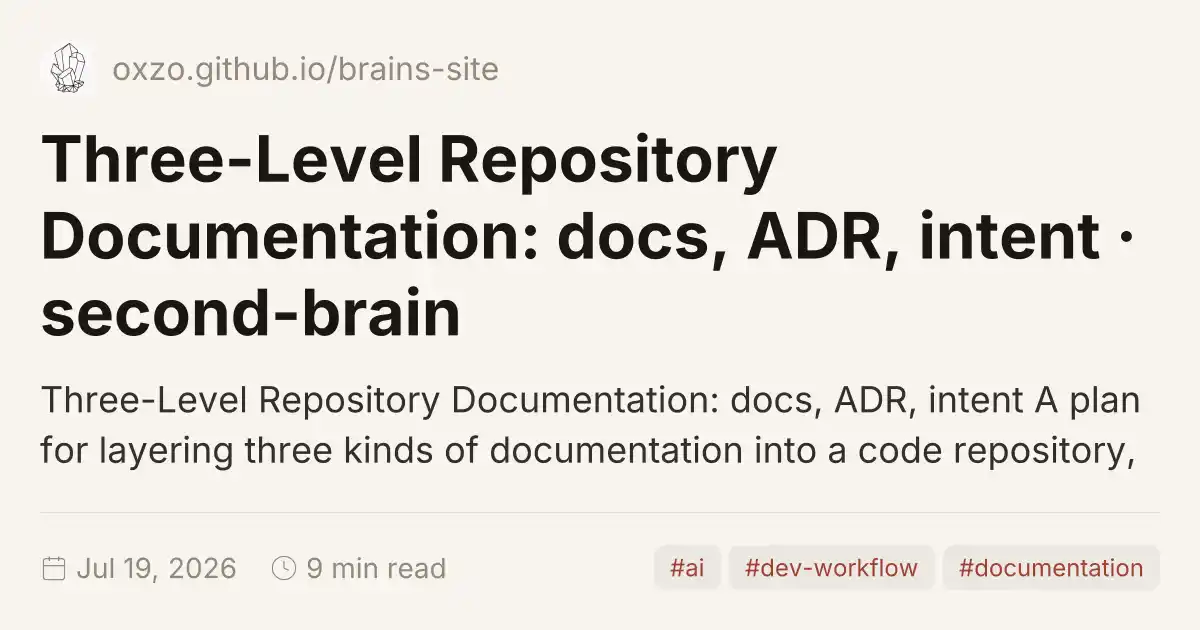 oxzo.github.io/brains-site
Three-Level Repository
Documentation: docs, ADR, intent ·
second-brain
Three-Level Repository Documentation: docs, ADR, intent A plan
for layering three kinds of documentation into a code repository,
Jul 19, 2026 9 min read #ai #dev-workflow #documentation